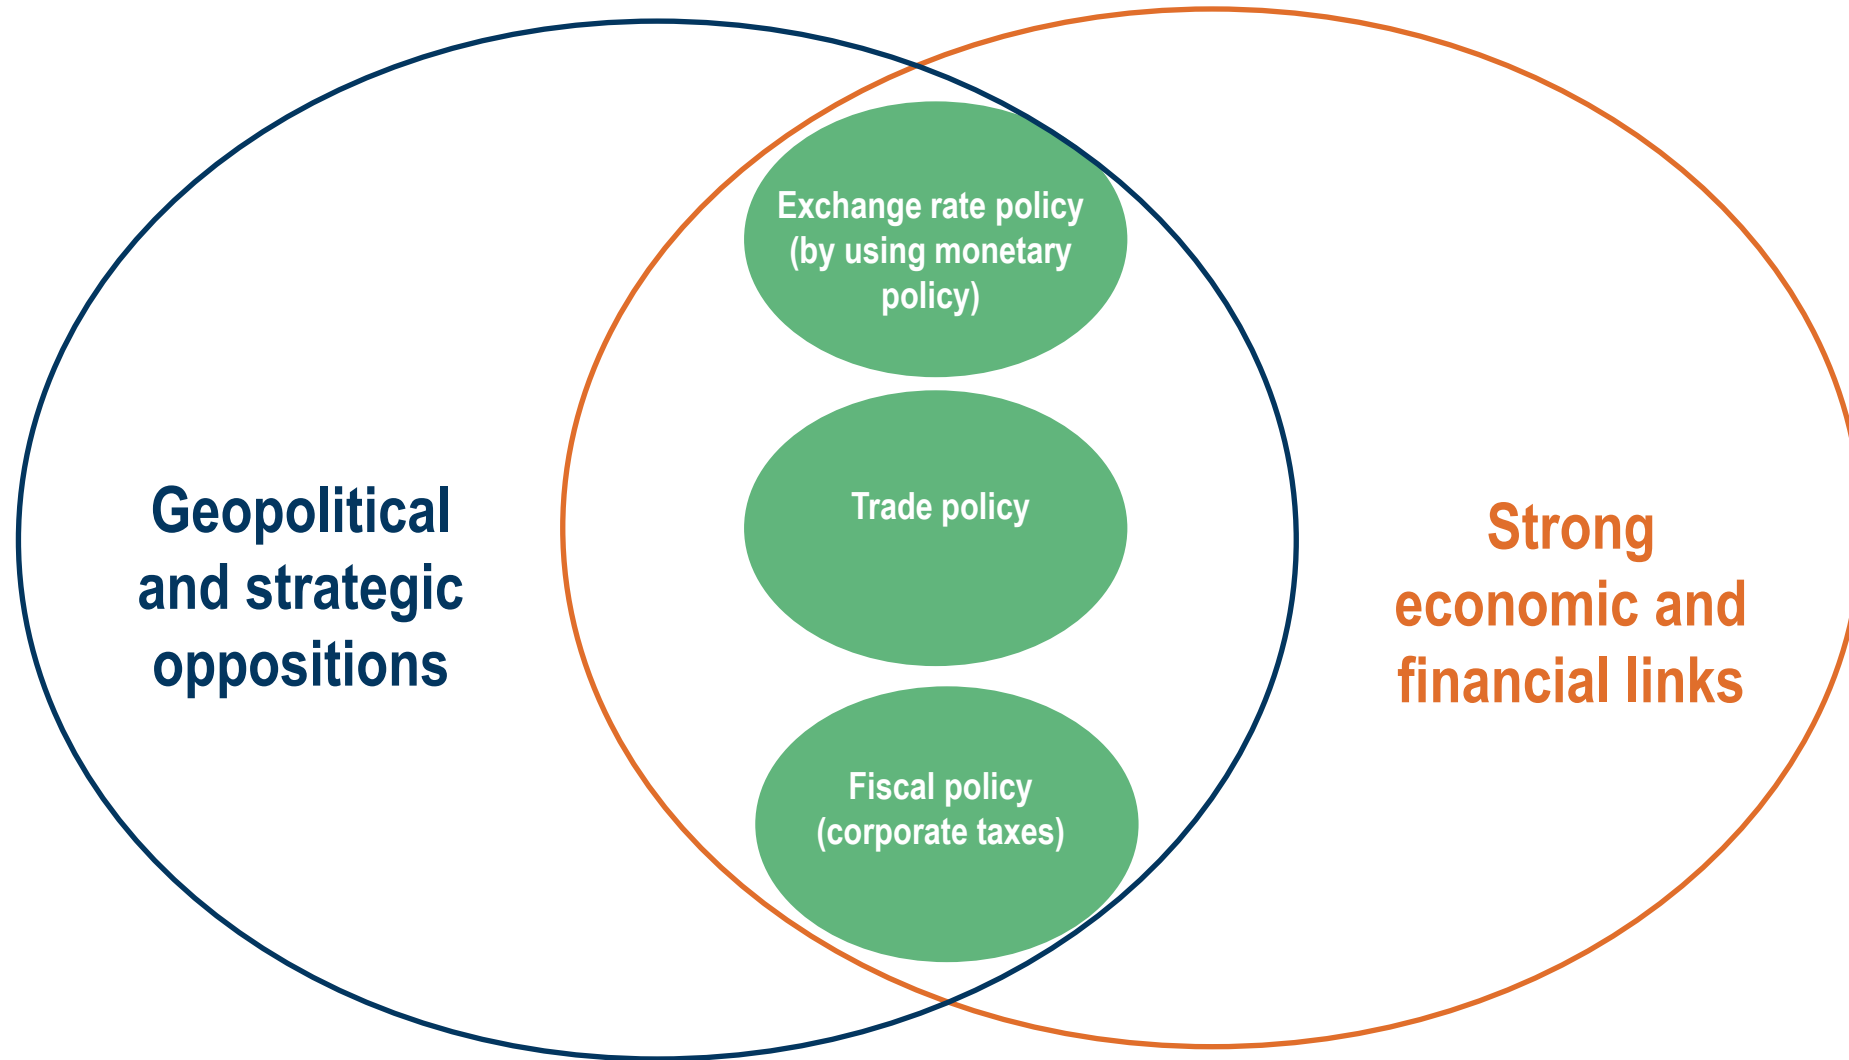 Geopolitical
and strategic
oppositions
Exchange rate policy
(by using monetary
policy)
Trade policy
Fiscal policy
(corporate taxes)
Strong
economic and
financial links